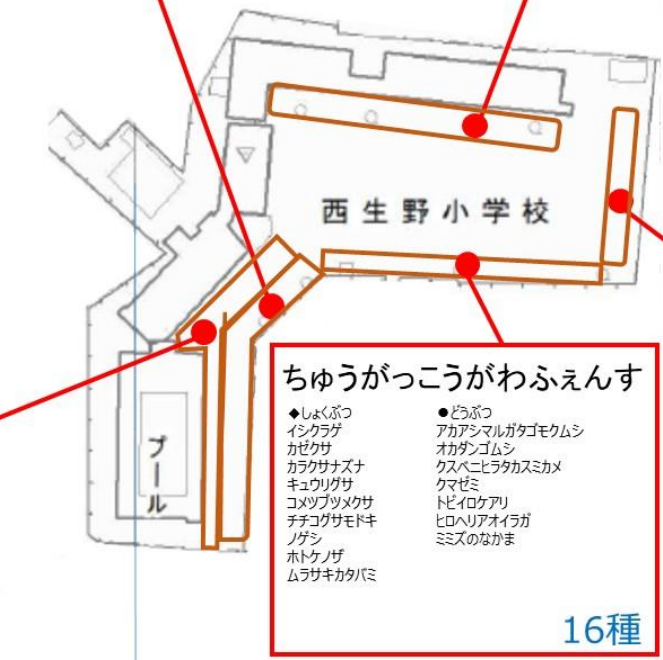 西生野小学校
プール
ちゅうがっこうがわふぇんす
◆しょくぶつ
イシクラゲ
カゼクサ
カラクサナズナ
キュウリグサ
コメツブツメクサ
チチコグサモドキ
ノゲシ
ホトケノザ
ムラサキカタバミ
●どうぶつ
アカアシマルガタゴモクムシ
オカダンゴムシ
クスベニヒラタカスミカメ
クマゼミ
トビイロケアリ
ヒロヘリアオイラガ
ミミズのなかま
16種